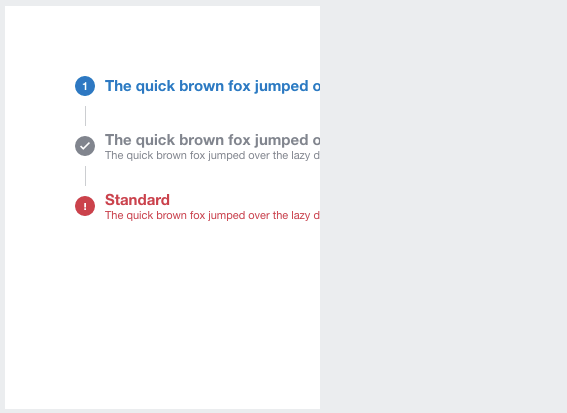 1 The quick brown fox jumped o
The quick brown fox jumped o
The quick brown fox jumped over the lazy d
! Standard
The quick brown fox jumped over the lazy d